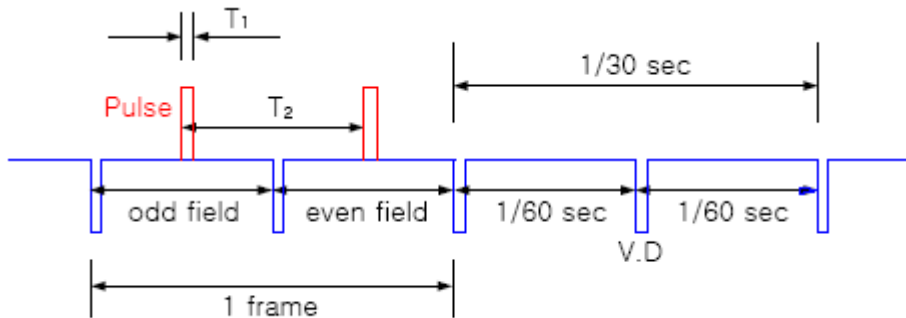 T₁
1/30 sec
Pulse
T₂
odd field
even field
1/60 sec
1/60 sec
V.D
1 frame